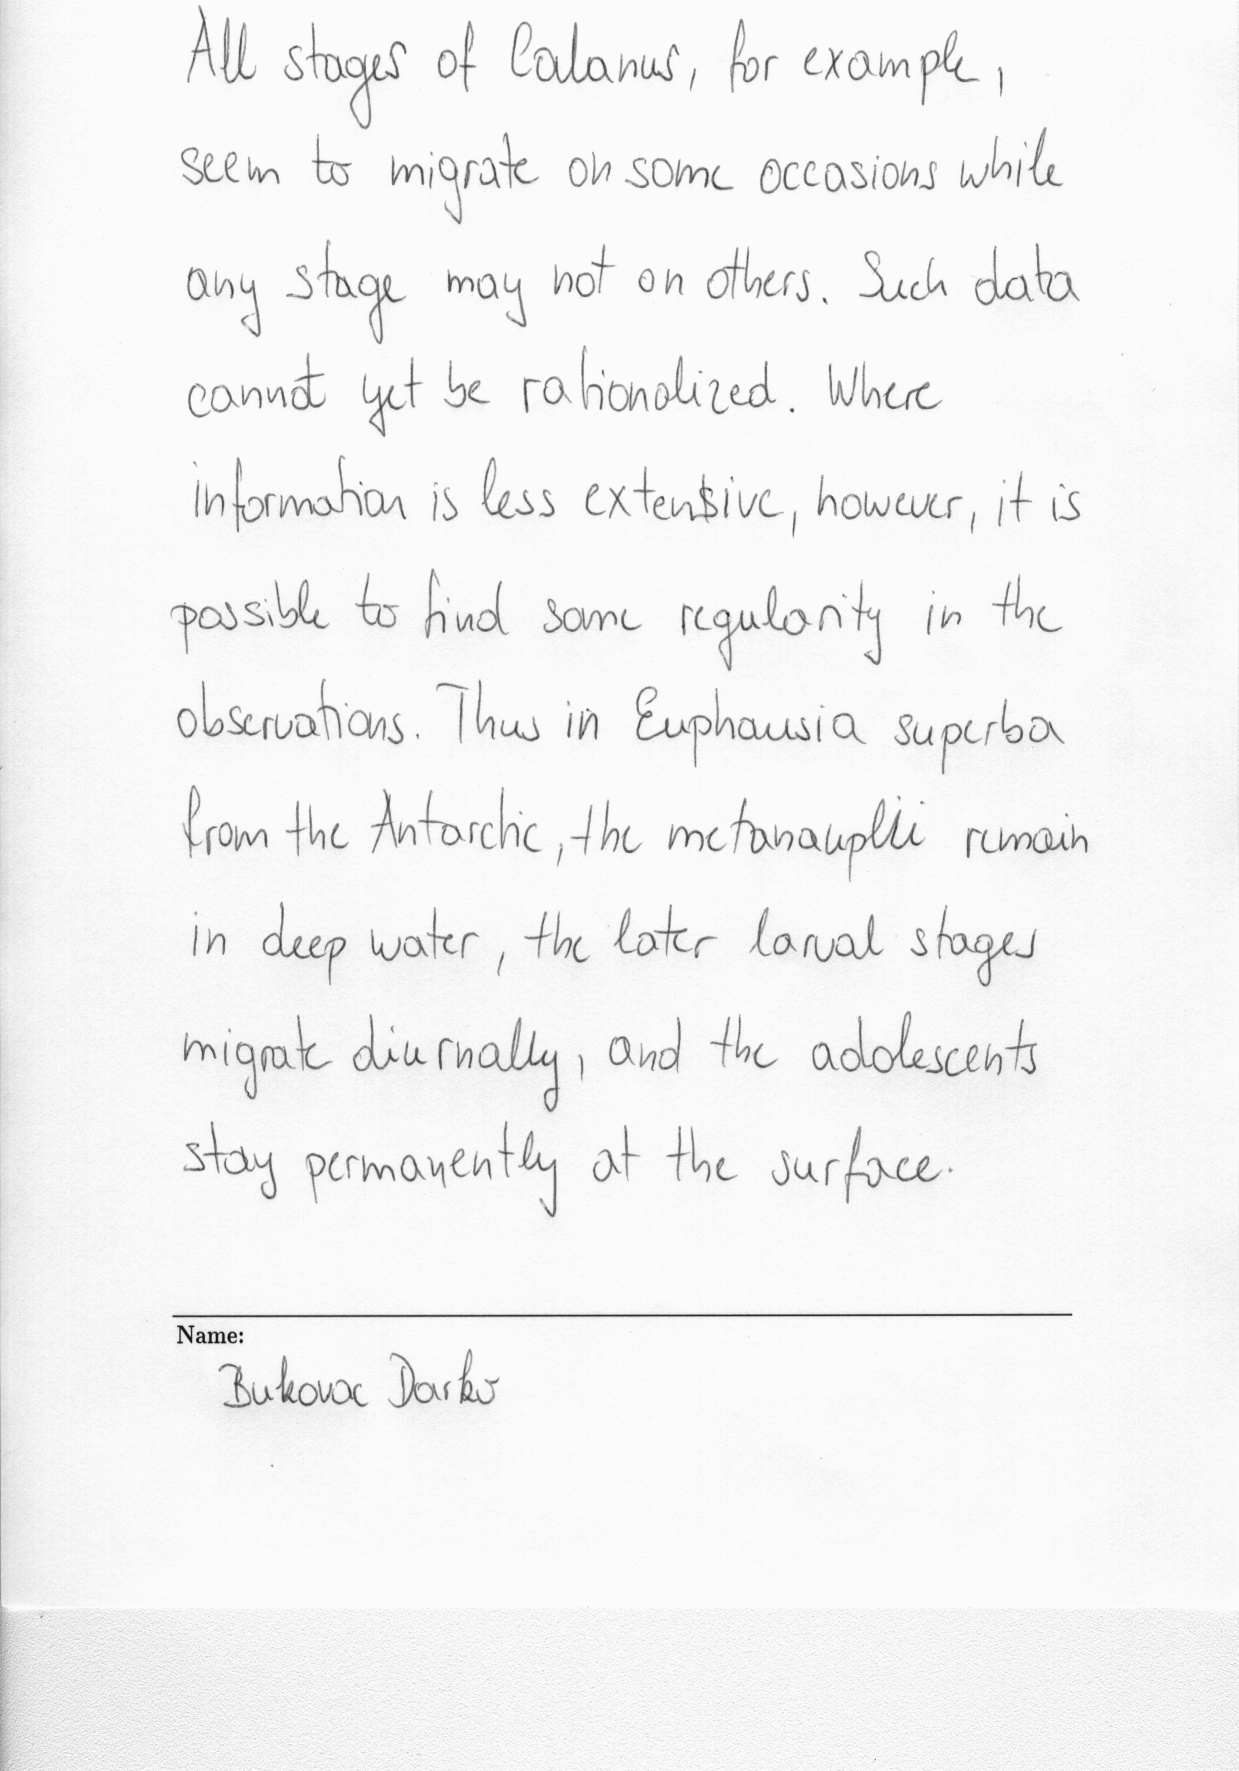 All stages of Calanus, for example,
seem to migrate on some occasions while
any stage may not on others. Such data
cannot yet be rationalized. Where
information is less extensive, however, it is
possible to find some regularity in the
observations. Thus in Euphausia superba
from the Antarctic, the metanauplii remain
in deep water, the later larval stages
migrate diurnally, and the adolescents
stay permanently at the surface.
Name:
Bukovac Darko